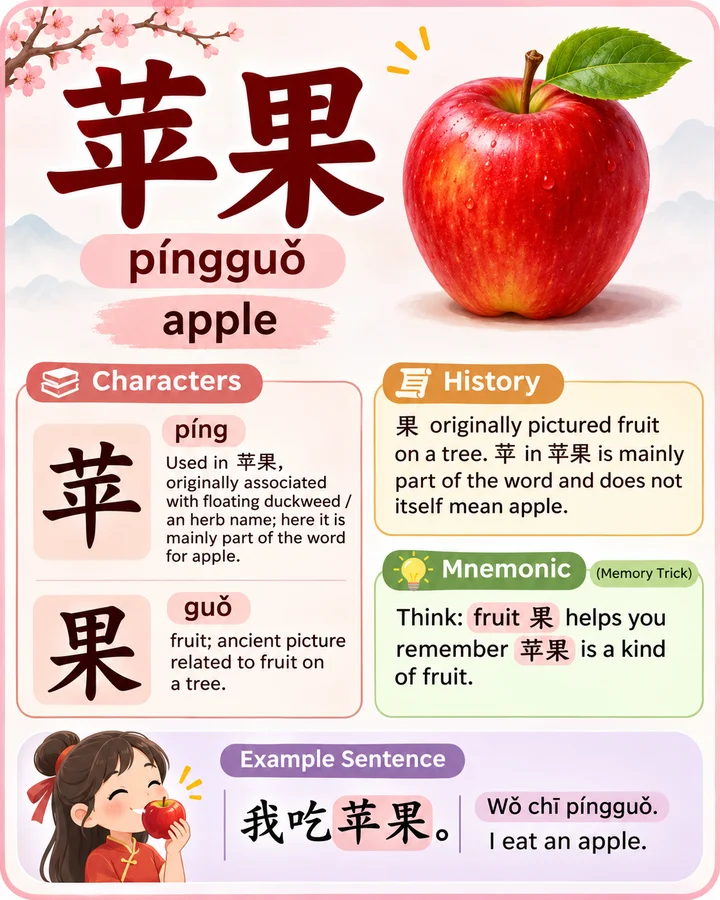 苹果
píngguǒ
apple
Characters
苹
píng
Used in 苹果,
originally associated
with floating duckweed /
an herb name; here it is
mainly part of the word
for apple.
果
guǒ
fruit; ancient picture
related to fruit on
a tree.
History
果 originally pictured fruit
on a tree. 苹 in 苹果 is mainly
part of the word and does not
itself mean apple.
Mnemonic (Memory Trick)
Think: fruit 果 helps you
remember 苹果 is a kind
of fruit.
Example Sentence
我吃苹果。
Wǒ chī píngguǒ.
I eat an apple.